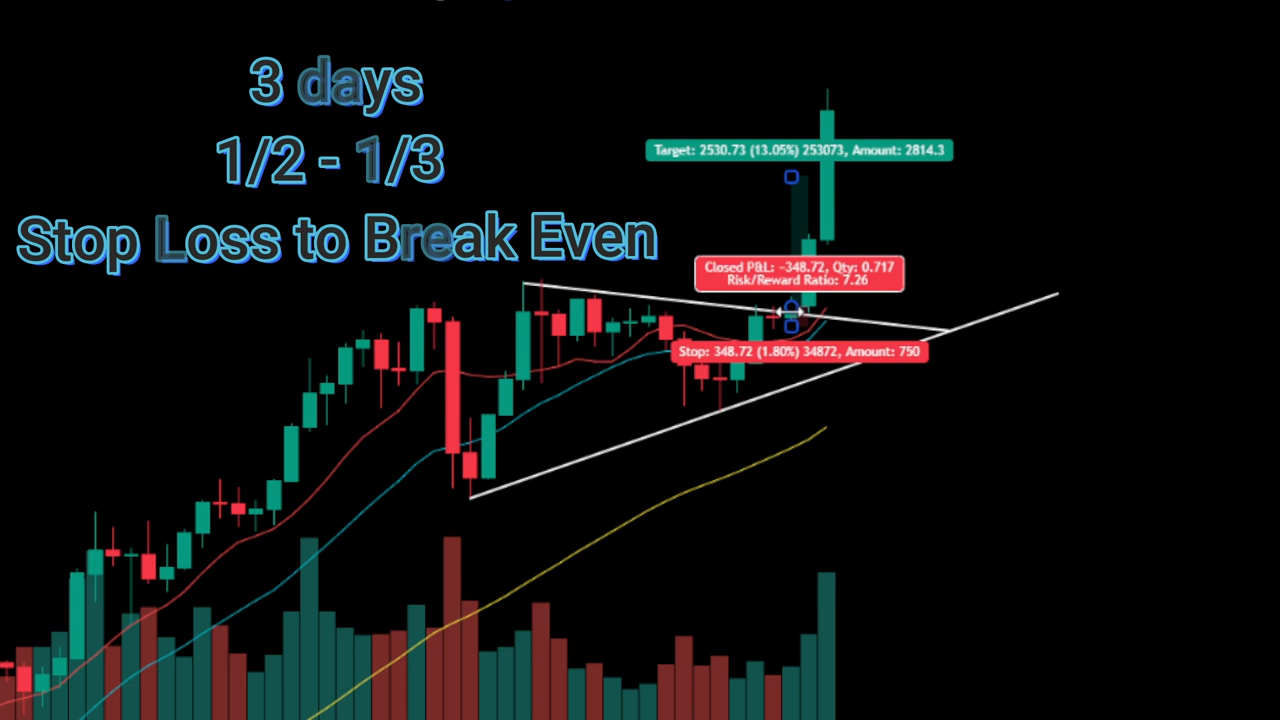 3 days
1/2 - 1/3
Stop Loss to Break Even
Target: 2530.73 (13.05%) 253073, Amount: 2814.3
Closed P&L: -348.72, Qty: 0.717
Risk/Reward Ratio: 7.26
Stop: 348.72 (1.80%) 34872, Amount: 750